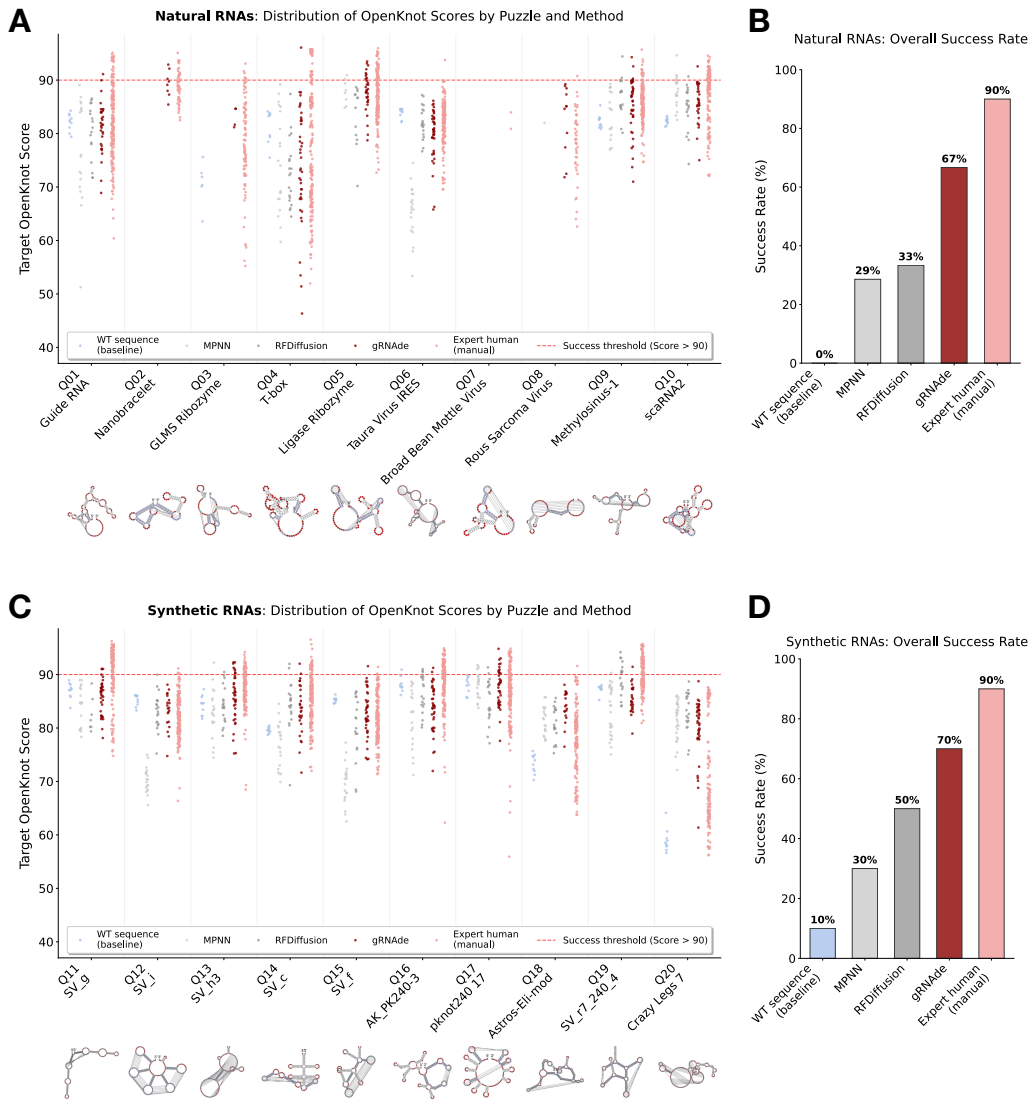 A
Natural RNAs: Distribution of OpenKnot Scores by Puzzle and Method
Target OpenKnot Score
90
80
70
60
50
40
WT sequence
(baseline)
MPNN
RFDiffusion
gRNAde
Expert human
(manual)
Success threshold (Score > 90)
Q01
Guide RNA
Q02
Nanobracelet
Q03
GLMS Ribozyme
Q04
T-box
Q05
Ligase Ribozyme
Q06
Taura Virus IRES
Q07
Broad Bean Mottle Virus
Q08
Rous Sarcoma Virus
Q09
Methylosinus-1
Q10
scaRNA2
B
Natural RNAs: Overall Success Rate
Success Rate (%)
100
80
60
40
20
0
0%
29%
33%
67%
90%
WT sequence
(baseline)
MPNN
RFDiffusion
gRNAde
Expert human
(manual)
C
Synthetic RNAs: Distribution of OpenKnot Scores by Puzzle and Method
Target OpenKnot Score
90
80
70
60
50
40
WT sequence
(baseline)
MPNN
RFDiffusion
gRNAde
Expert human
(manual)
Success threshold (Score > 90)
Q11
SV_g
Q12
SV_j
Q13
SV_h3
Q14
SV_c
Q15
SV_f
Q16
AK_PK240-3
Q17
pknot240 17
Q18
Astros-Eli-mod
Q19
SV_r7_240_4
Q20
Crazy Legs 7
D
Synthetic RNAs: Overall Success Rate
Success Rate (%)
100
80
60
40
20
0
10%
30%
50%
70%
90%
WT sequence
(baseline)
MPNN
RFDiffusion
gRNAde
Expert human
(manual)